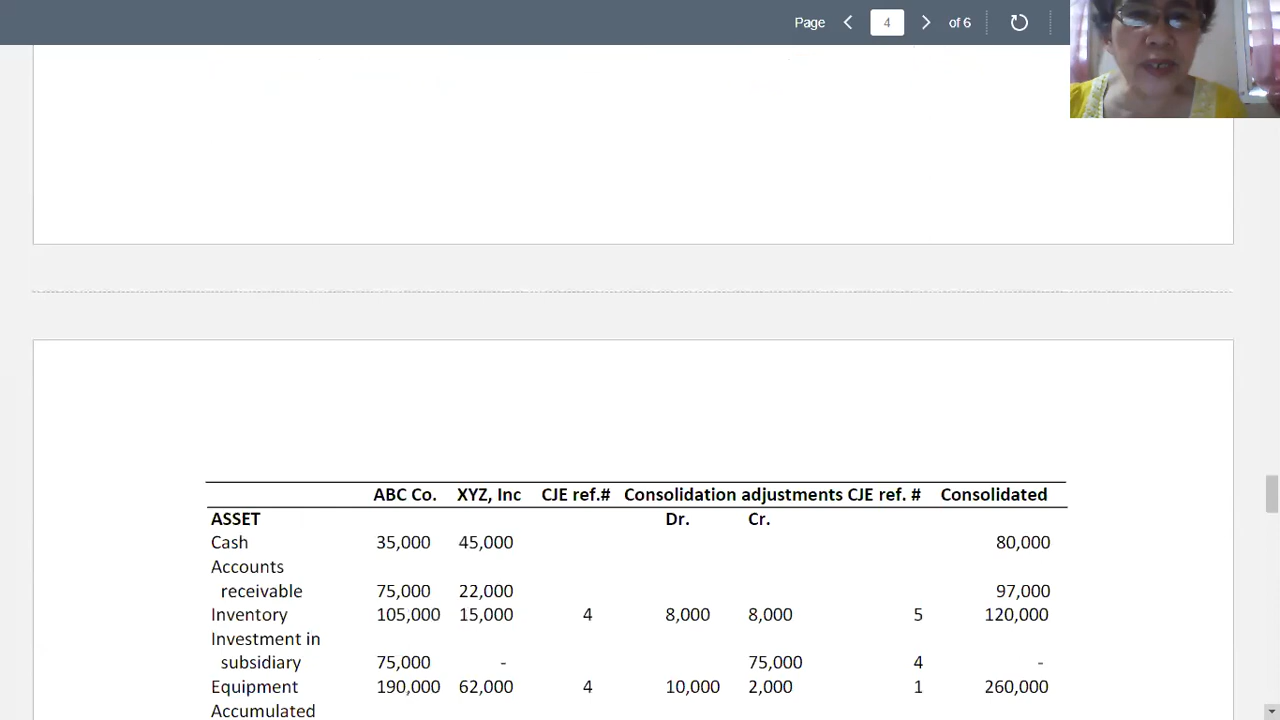 Page 4 of 6
ABC Co. XYZ, Inc CJE ref.# Consolidation adjustments CJE ref. # Consolidated
ASSET Dr. Cr.
Cash 35,000 45,000 80,000
Accounts
receivable 75,000 22,000 97,000
Inventory 105,000 15,000 4 8,000 8,000 5 120,000
Investment in
subsidiary 75,000 - 75,000 4 -
Equipment 190,000 62,000 4 10,000 2,000 1 260,000
Accumulated